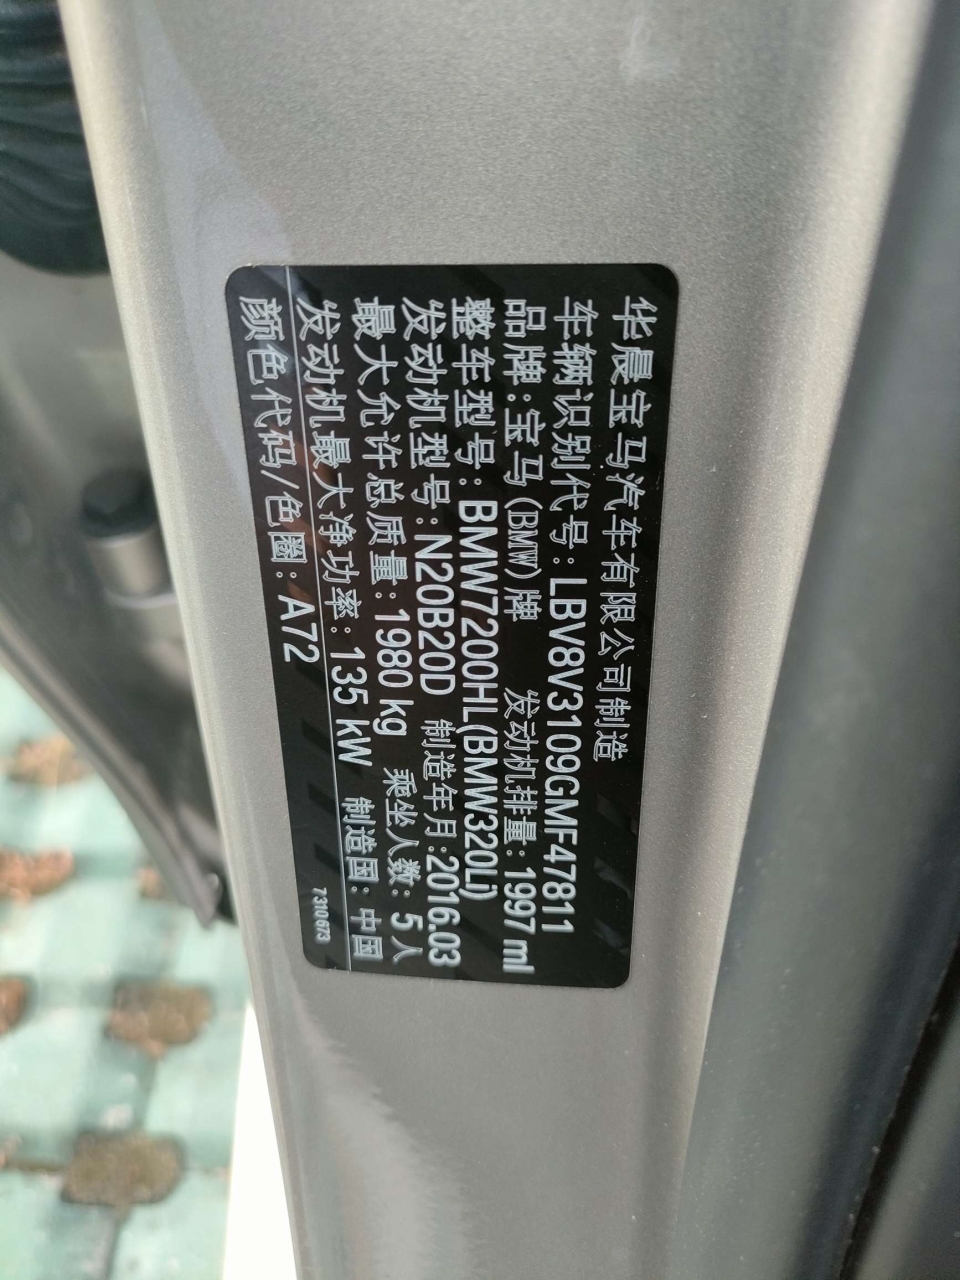 华晨宝马汽车有限公司制造
车辆识别代号:LBV8V3109GMF47811
品牌:宝马(BMW)牌 发动机排量:1997 ml
整车型号:BMW7200HL(BMW320Li)
发动机型号:N20B20D 制造年月:2016.03
最大允许总质量:1980 kg 乘坐人数: 5 人
发动机最大净功率:135 kW 制造国: 中国
颜色代码/色圈:A72 7310673